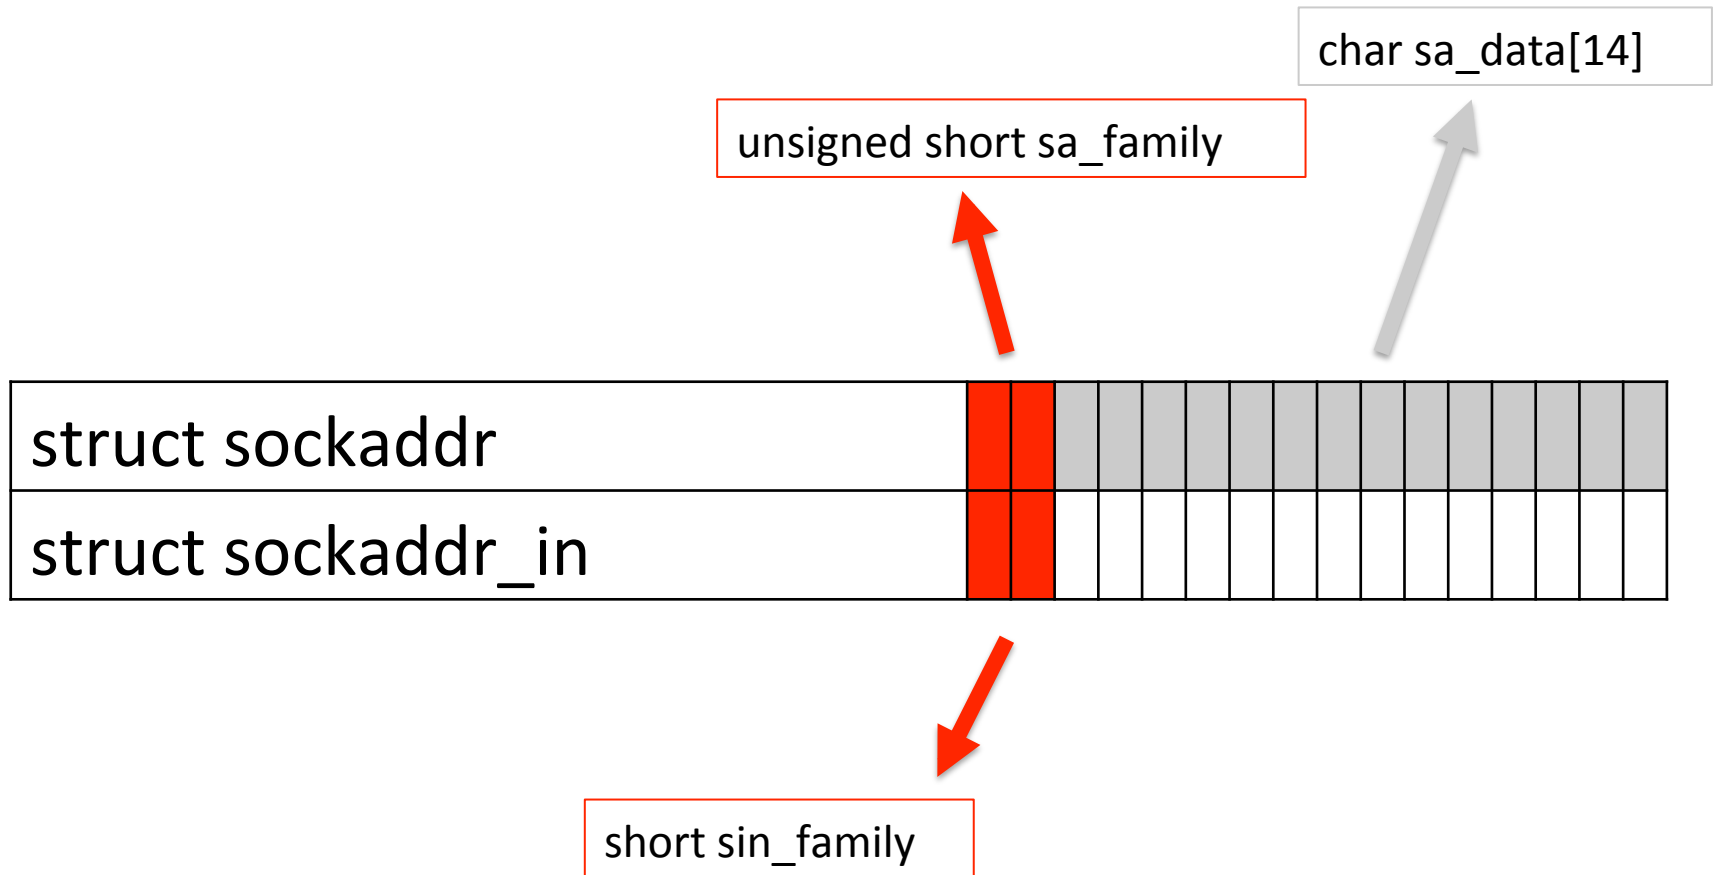 char sa_data[14]
unsigned short sa_family
struct sockaddr
struct sockaddr_in
short sin_family